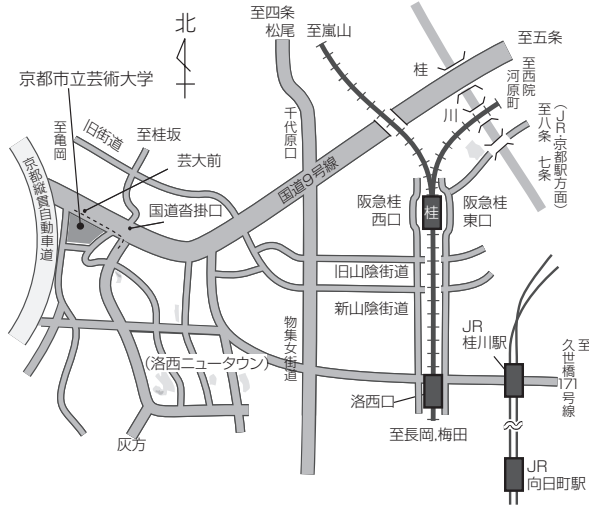 北
至四条
松尾
至嵐山
至五条
桂
川
至西院
河原町
至八条 七条
(JR・京都駅方面)
京都市立芸術大学
至亀岡
旧街道
至桂坂
芸大前
国道沓掛口
千代原口
国道9号線
京都縦貫自動車道
阪急桂
西口
桂
阪急桂
東口
旧山陰街道
新山陰街道
物集女街道
(洛西ニュータウン)
洛西口
JR
桂川駅
至
久世橋
171
号線
至長岡,梅田
灰方
JR
向日町駅